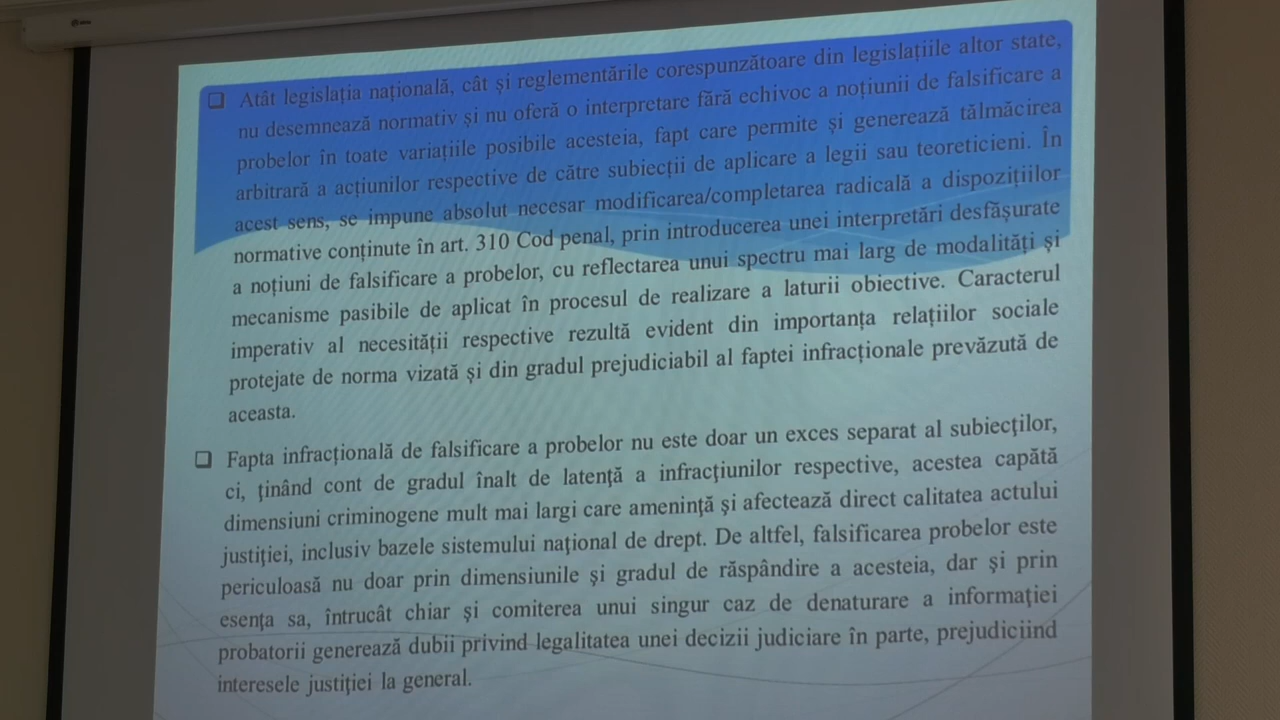 ❑ Atât legislația națională, cât și reglementările corespunzătoare din legislațiile altor state,
nu desemnează normativ și nu oferă o interpretare fără echivoc a noțiunii de falsificare a
probelor în toate variațiile posibile acesteia, fapt care permite și generează tălmăcirea
arbitrară a acțiunilor respective de către subiecții de aplicare a legii sau teoreticieni. În
acest sens, se impune absolut necesar modificarea/completarea radicală a dispozițiilor
normative conținute în art. 310 Cod penal, prin introducerea unei interpretări desfășurate
a noțiuni de falsificare a probelor, cu reflectarea unui spectru mai larg de modalități și
mecanisme pasibile de aplicat în procesul de realizare a laturii obiective. Caracterul
imperativ al necesității respective rezultă evident din importanța relațiilor sociale
protejate de norma vizată și din gradul prejudiciabil al faptei infracționale prevăzută de
aceasta.
❑ Fapta infracțională de falsificare a probelor nu este doar un exces separat al subiecților,
ci, ținând cont de gradul înalt de latență a infracțiunilor respective, acestea capătă
dimensiuni criminogene mult mai largi care amenință și afectează direct calitatea actului
justiției, inclusiv bazele sistemului național de drept. De altfel, falsificarea probelor este
periculoasă nu doar prin dimensiunile și gradul de răspândire a acesteia, dar și prin
esența sa, întrucât chiar și comiterea unui singur caz de denaturare a informației
probatorii generează dubii privind legalitatea unei decizii judiciare în parte, prejudiciind
interesele justiției la general.